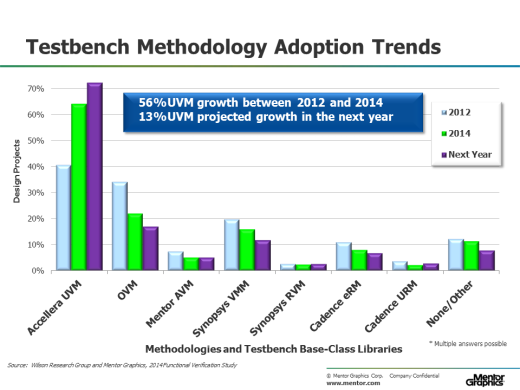 Testbench Methodology Adoption Trends
56%UVM growth between 2012 and 2014
13%UVM projected growth in the next year
2012
2014
Next Year
Design Projects
70%
60%
50%
40%
30%
20%
10%
0%
Accellera UVM
OVM
Mentor AVM
Synopsys VMM
Synopsys RVM
Cadence eRM
Cadence URM
None/Other
Methodologies and Testbench Base-Class Libraries
* Multiple answers possible
Source: Wilson Research Group and Mentor Graphics, 2014Functional Verification Study
© Mentor Graphics Corp. Company Confidential
www.mentor.com
Mentor
Graphics